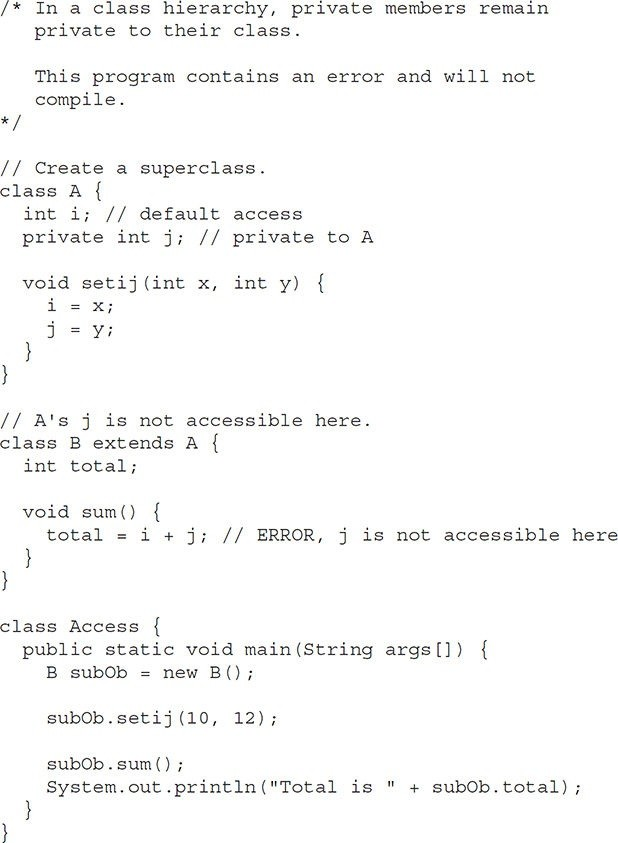 /* In a class hierarchy, private members remain
   private to their class.
   This program contains an error and will not
   compile.
*/
// Create a superclass.
class A {
  int i; // default access
  private int j; // private to A
  void setij(int x, int y) {
    i = x;
    j = y;
  }
}
// A's j is not accessible here.
class B extends A {
  int total;
  void sum() {
    total = i + j; // ERROR, j is not accessible here
  }
}
class Access {
  public static void main(String args[]) {
    B subOb = new B();
    subOb.setij(10, 12);
    subOb.sum();
    System.out.println("Total is " + subOb.total);
  }
}